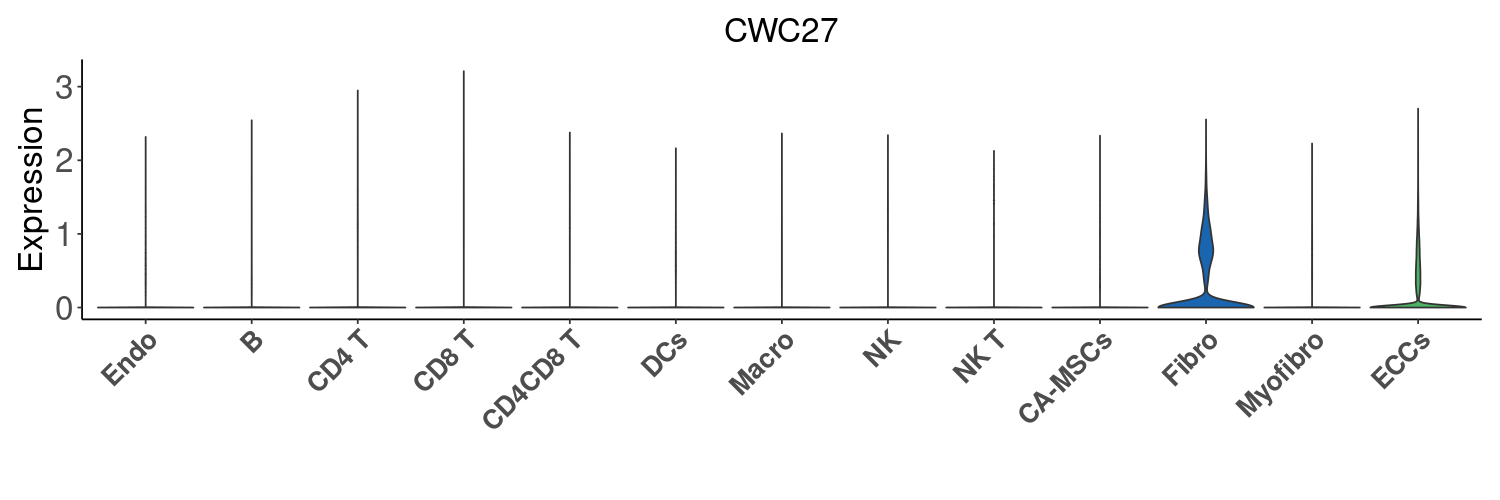 CWC27
Expression
3
2
1
0
Endo
B
CD4 T
CD8 T
CD4CD8 T
DCs
Macro
NK
NK T
CA-MSCs
Fibro
Myofibro
ECCs